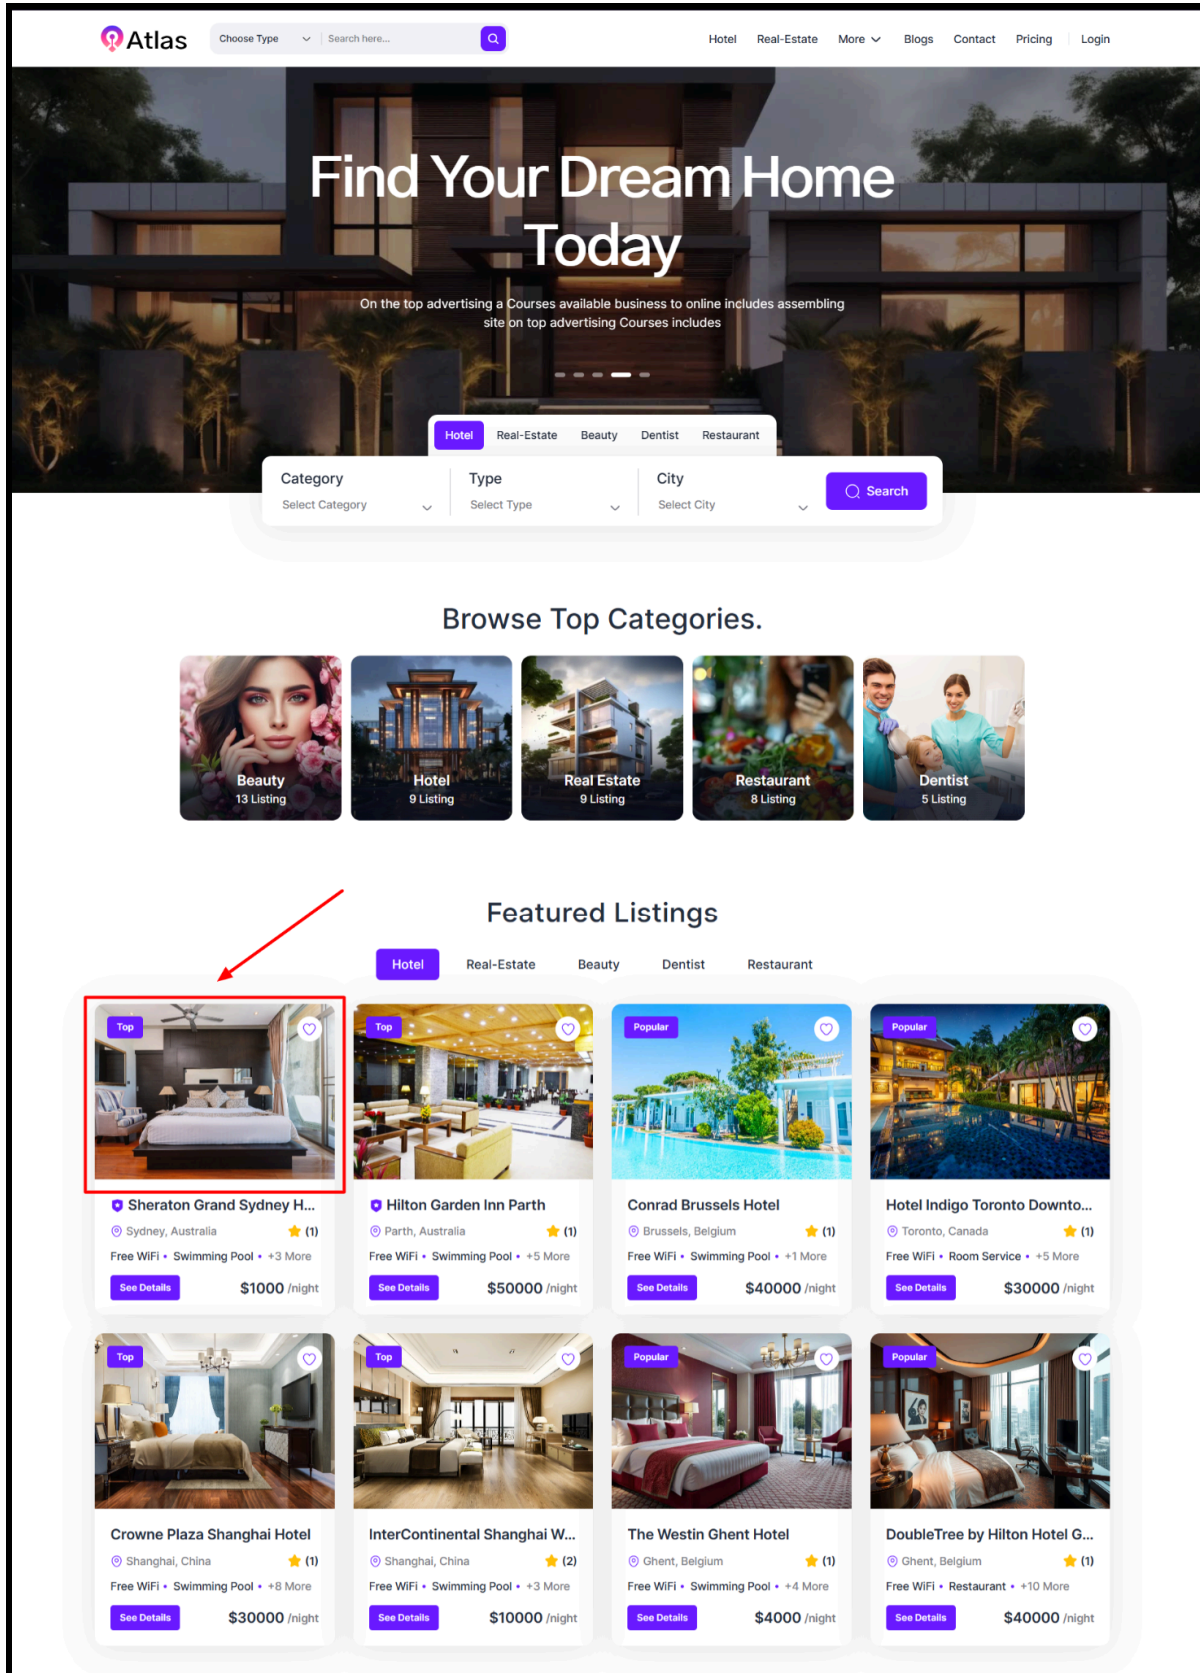 Atlas
Choose Type
Search here...
Hotel
Real-Estate
More
Blogs
Contact
Pricing
Login
Find Your Dream Home
Today
On the top advertising a Courses available business to online includes assembling
site on top advertising Courses includes
Hotel
Real-Estate
Beauty
Dentist
Restaurant
Category
Select Category
Type
Select Type
City
Select City
Search
Browse Top Categories.
Beauty
13 Listing
Hotel
9 Listing
Real Estate
9 Listing
Restaurant
8 Listing
Dentist
5 Listing
Featured Listings
Hotel
Real-Estate
Beauty
Dentist
Restaurant
Top
Sheraton Grand Sydney H...
Sydney, Australia
(1)
Free WiFi • Swimming Pool • +3 More
See Details
$1000 /night
Top
Hilton Garden Inn Parth
Parth, Australia
(1)
Free WiFi • Swimming Pool • +5 More
See Details
$50000 /night
Popular
Conrad Brussels Hotel
Brussels, Belgium
(1)
Free WiFi • Swimming Pool • +1 More
See Details
$40000 /night
Popular
Hotel Indigo Toronto Downto...
Toronto, Canada
(1)
Free WiFi • Room Service • +5 More
See Details
$30000 /night
Top
Crowne Plaza Shanghai Hotel
Shanghai, China
(1)
Free WiFi • Swimming Pool • +8 More
See Details
$30000 /night
Top
InterContinental Shanghai W...
Shanghai, China
(2)
Free WiFi • Swimming Pool • +3 More
See Details
$10000 /night
Popular
The Westin Ghent Hotel
Ghent, Belgium
(1)
Free WiFi • Swimming Pool • +4 More
See Details
$4000 /night
Popular
DoubleTree by Hilton Hotel G...
Ghent, Belgium
(1)
Free WiFi • Restaurant • +10 More
See Details
$40000 /night